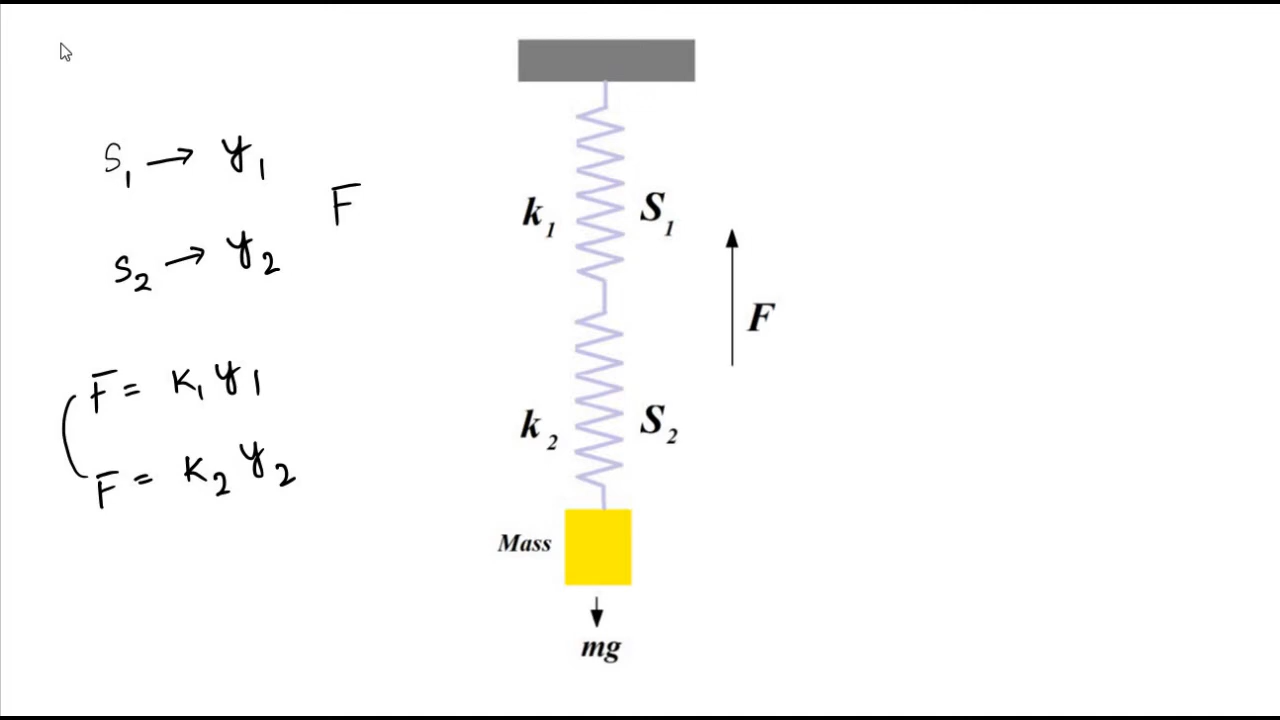 S₁ → y₁
F
S₂ → y₂
F = K₁ y₁
F = K₂ y₂
k₁
S₁
F
k₂
S₂
Mass
mg